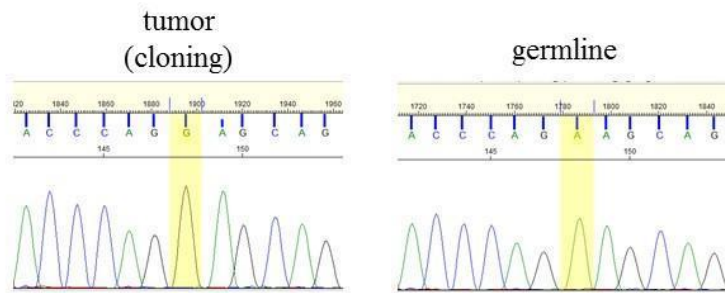 tumor
(cloning)
germline
1840 1860 1880 1900 1920 1940 1960
A C C C A G G A G C A G
145 150
1720 1740 1760 1780 1800 1820 1840
A C C C A G A A G C A G
145 150